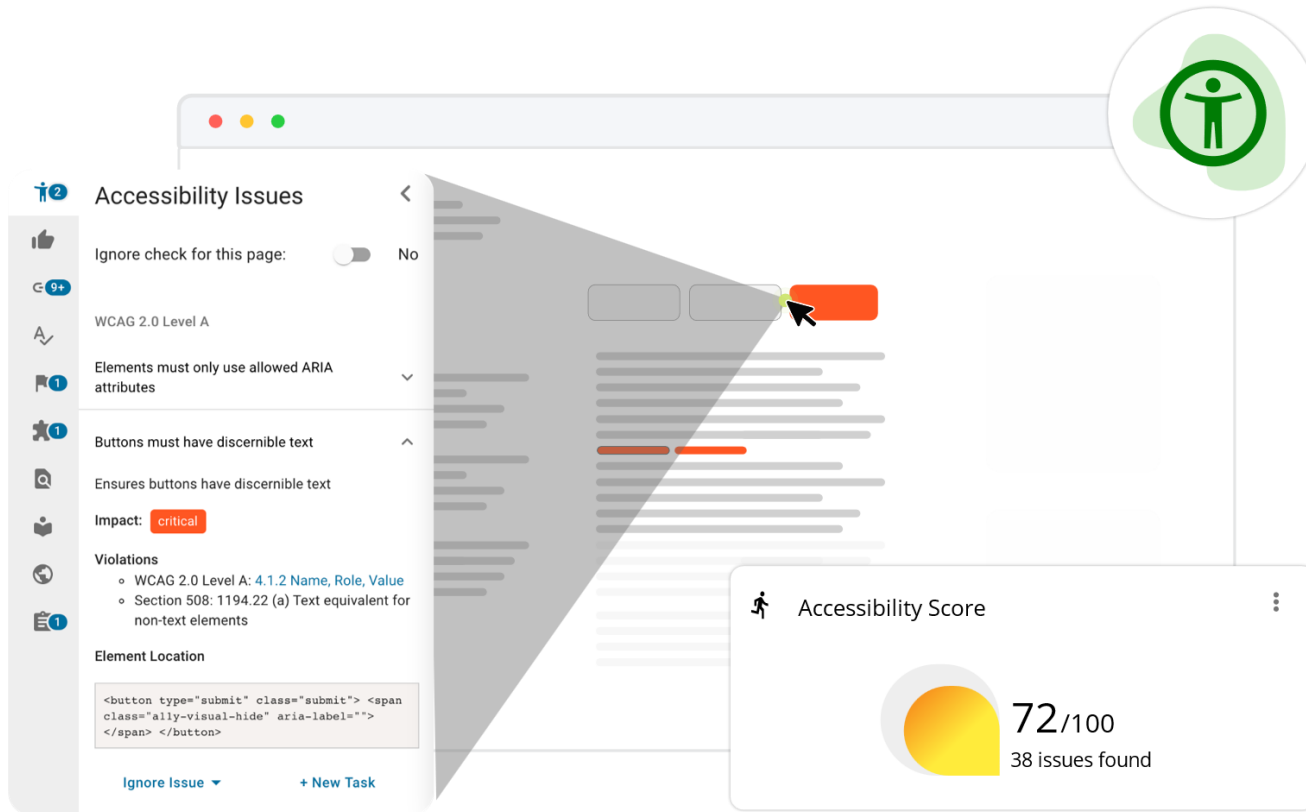 2
Accessibility Issues
Ignore check for this page:
No
9+
WCAG 2.0 Level A
Elements must only use allowed ARIA
attributes
1
1
Buttons must have discernible text
Ensures buttons have discernible text
Impact: critical
Violations
WCAG 2.0 Level A: 4.1.2 Name, Role, Value
Section 508: 1194.22 (a) Text equivalent for
non-text elements
1
Element Location
<button type="submit" class="submit"> <span
class="a11y-visual-hide" aria-label="">
</span> </button>
Ignore Issue
+ New Task
Accessibility Score
72/100
38 issues found